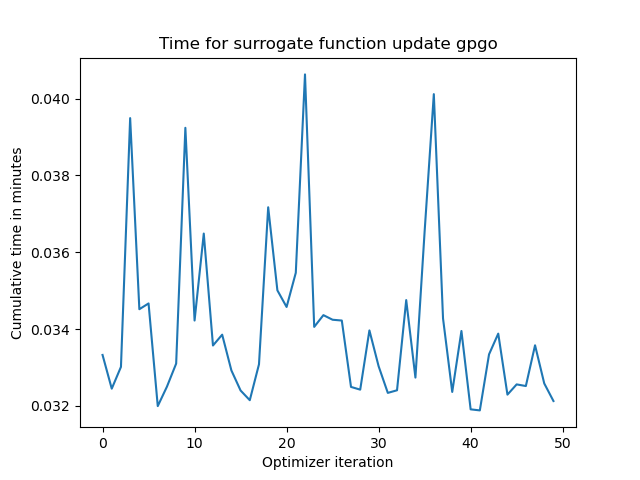 Time for surrogate function update gpgo
Cumulative time in minutes
0.040
0.038
0.036
0.034
0.032
0 10 20 30 40 50
Optimizer iteration